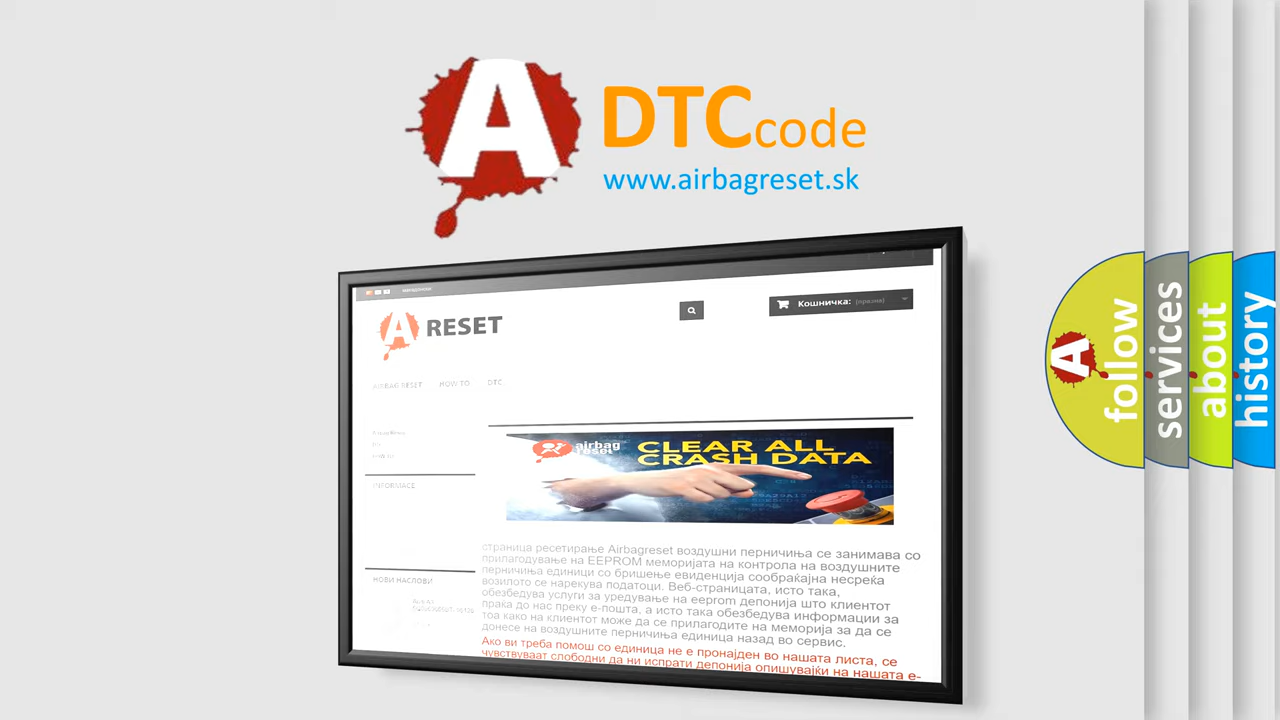 A
DTC code
www.airbagreset.sk
A RESET
Кошничка: (празна)
AIRBAG RESET HOW TO DTC
INFORMACE
НОВИ НАСЛОВИ
airbag
reset
CLEAR ALL
CRASH DATA
страница ресетирање Airbagreset воздушни перничиња се занимава со
прилагодување на EEPROM меморијата на контрола на воздушните
перничиња единици со бришење евиденција сообраќајна несреќа
возилото се нарекува податоци. Веб-страницата, исто така,
обезбедува услуги за уредување на eeprom депонија што клиентот
праќа до нас преку е-пошта, а исто така обезбедува информации за
тоа како на клиентот може да се прилагодите на меморија за да се
донесе на воздушните перничиња единица назад во сервис.
Ако ви треба помош со единица не е пронајден во нашата листа, се
чувствуваат слободни да ни испрати депонија опишувајќи на нашата е-
A
follow
services
about
history